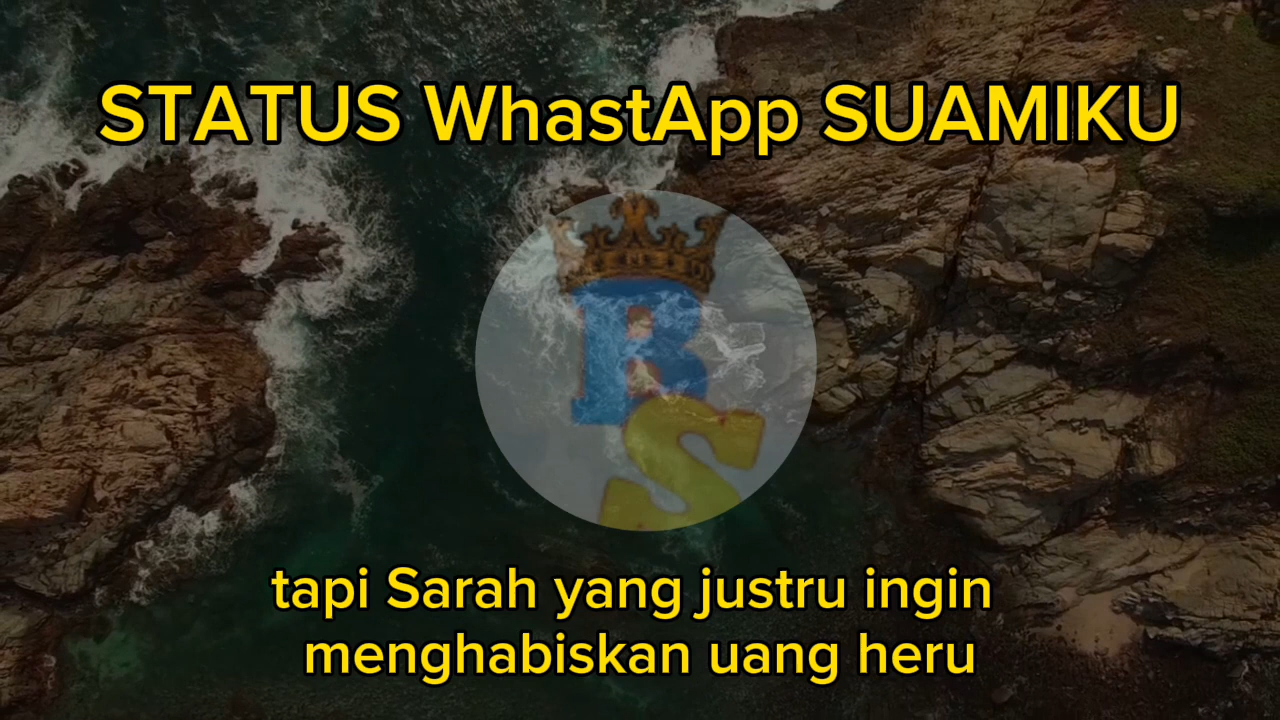 STATUS WhastApp SUAMIKU
B
S
tapi Sarah yang justru ingin
menghabiskan uang heru